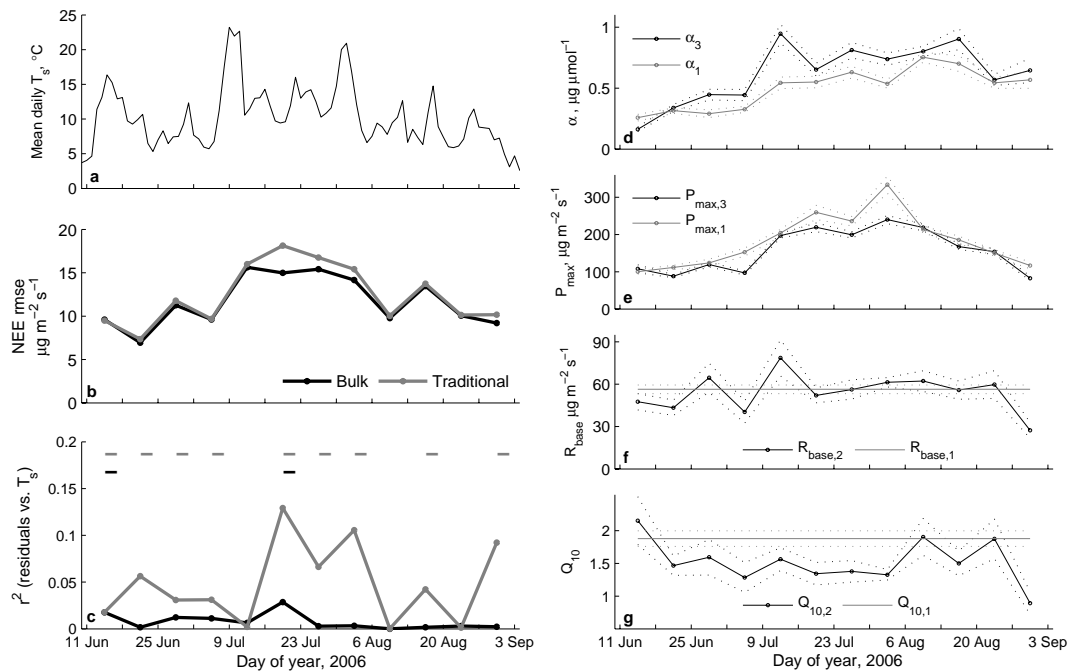 25
20
15
10
5
0
Mean daily T_s, °C
a
20
15
10
5
0
NEE rmse
µg m⁻² s⁻¹
Bulk
Traditional
b
0.2
0.15
0.1
0.05
0
r² (residuals vs. T_s)
c
11 Jun 25 Jun 9 Jul 23 Jul 6 Aug 20 Aug 3 Sep
Day of year, 2006
1
0.5
0
α , µg µmol⁻¹
α₃
α₁
d
300
200
100
0
P_max, µg m⁻² s⁻¹
P_max,3
P_max,1
e
90
60
30
0
R_base µg m⁻² s⁻¹
R_base,2 R_base,1
f
2
1.5
1
Q₁₀
Q_10,2 Q_10,1
g
11 Jun 25 Jun 9 Jul 23 Jul 6 Aug 20 Aug 3 Sep
Day of year, 2006